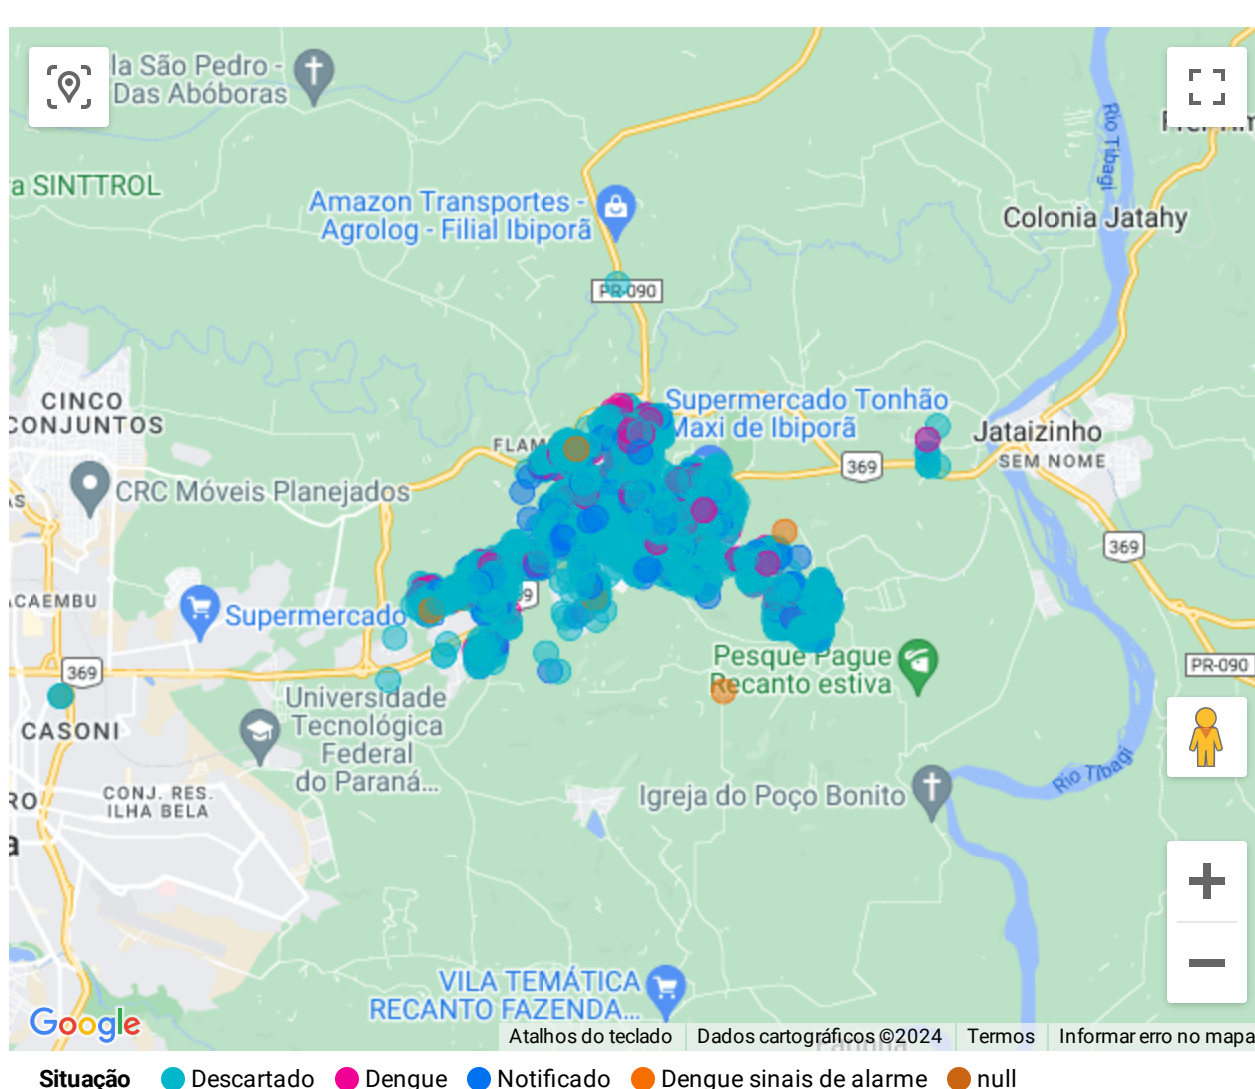 la São Pedro -
Das Abóboras
a SINTTROL
Amazon Transportes -
Agrolog - Filial Ibiporã
PR-090
Rio Tibagi
Colonia Jatahy
CINCO
CONJUNTOS
Supermercado Tonhão
Maxi de Ibiporã
FLAM
Jataizinho
SEM NOME
369
CRC Móveis Planejados
AS
369
ACAEMBU
Supermercado
Pesque Pague
Recanto estiva
PR-090
369
CASONI
Universidade
Tecnológica
Federal
do Paraná...
CONJ. RES.
ILHA BELA
RO
Igreja do Poço Bonito
Rio Tibagi
a
VILA TEMÁTICA
RECANTO FAZENDA...
Google
Atalhos do teclado
Dados cartográficos ©2024
Termos
Informar erro no mapa
Situação Descartado Dengue Notificado Dengue sinais de alarme null